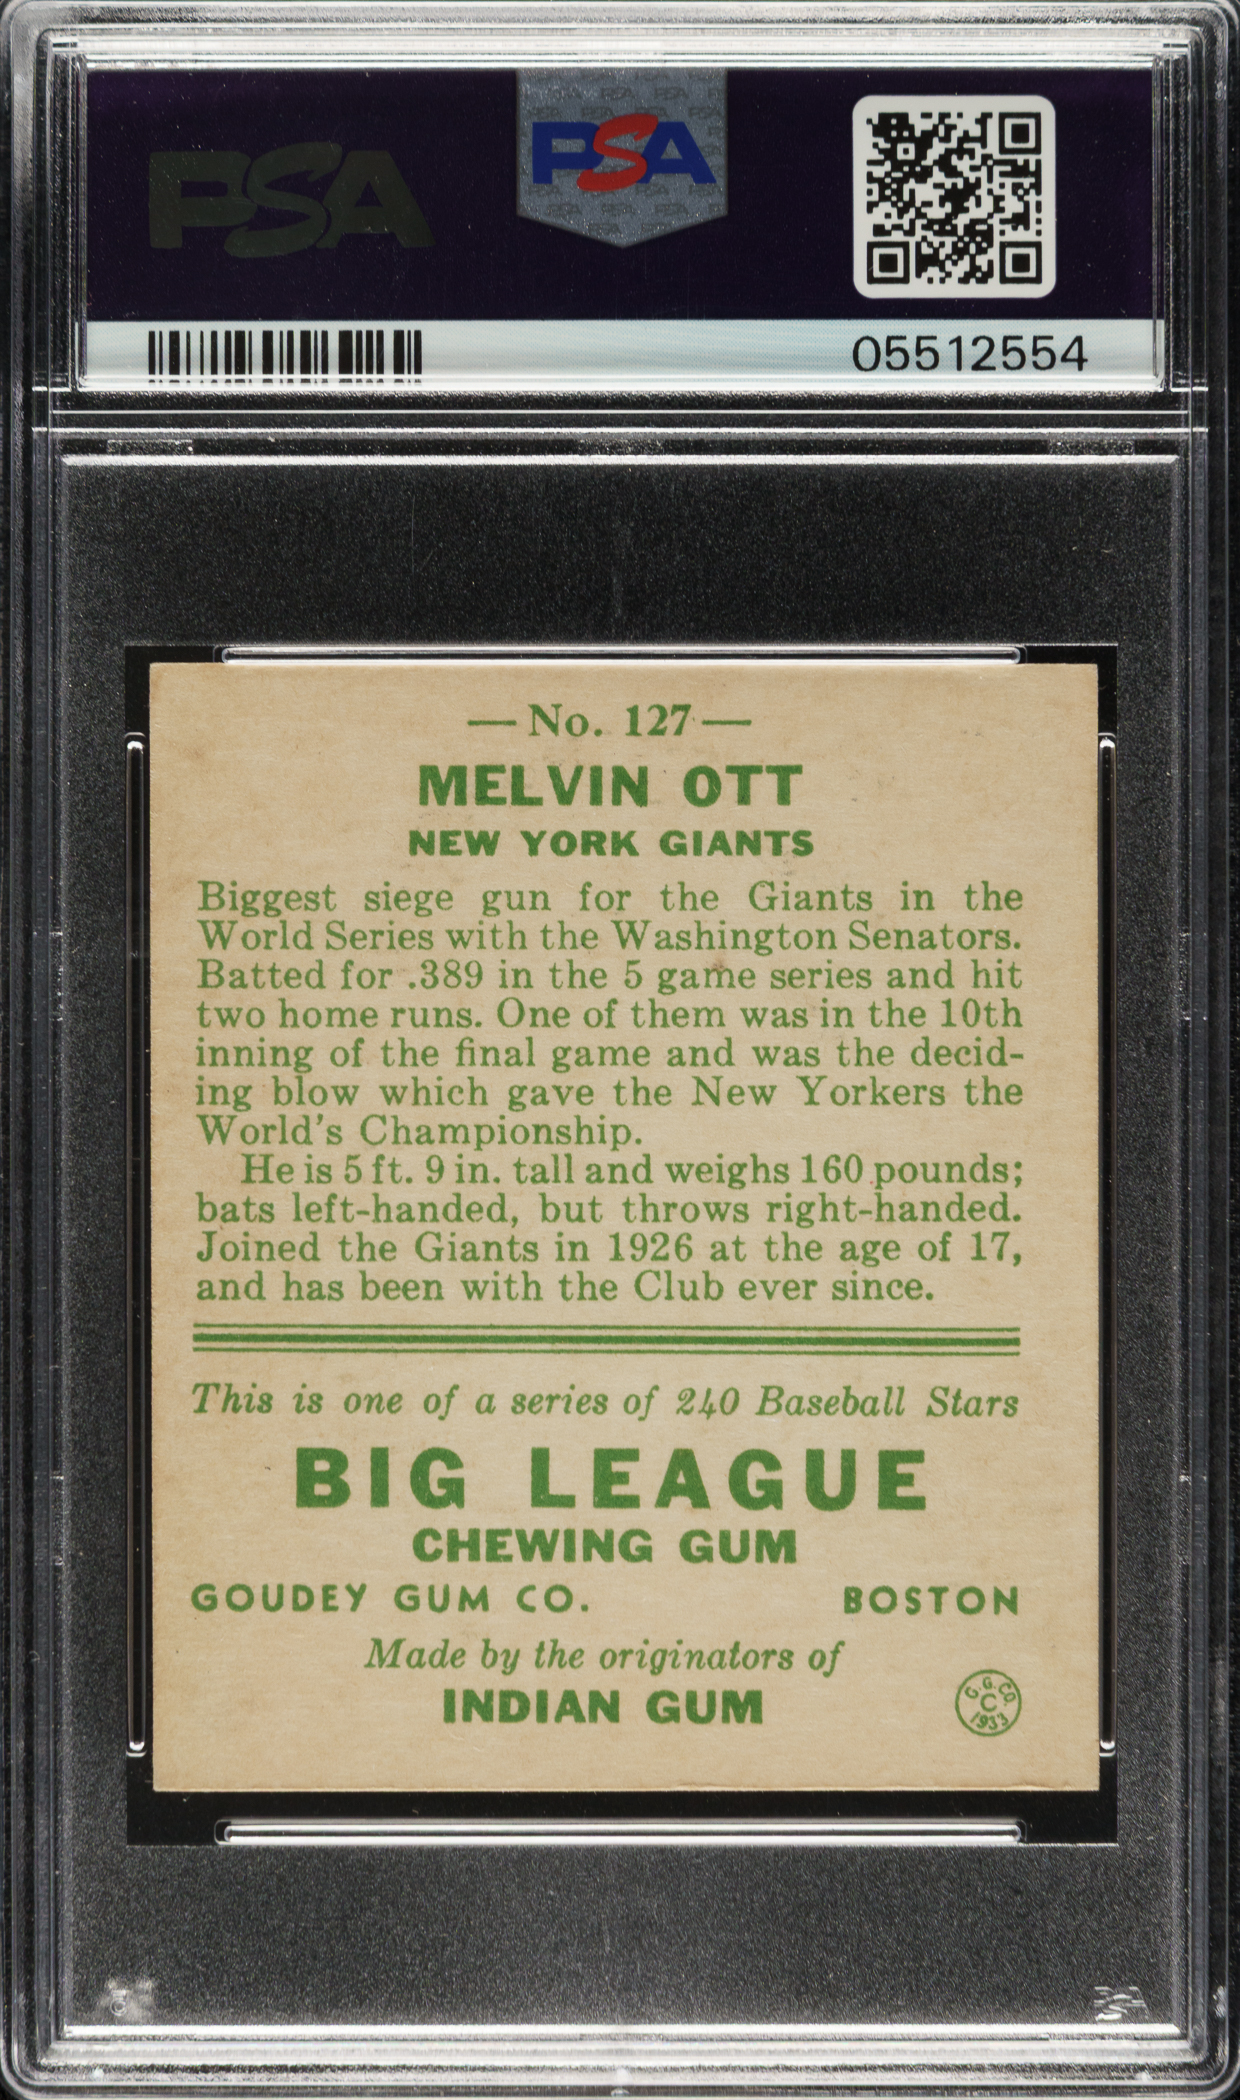 PSA
PSA
05512554
— No. 127 —
MELVIN OTT
NEW YORK GIANTS
Biggest siege gun for the Giants in the
World Series with the Washington Senators.
Batted for .389 in the 5 game series and hit
two home runs. One of them was in the 10th
inning of the final game and was the decid-
ing blow which gave the New Yorkers the
World's Championship.
He is 5 ft. 9 in. tall and weighs 160 pounds;
bats left-handed, but throws right-handed.
Joined the Giants in 1926 at the age of 17,
and has been with the Club ever since.
This is one of a series of 240 Baseball Stars
BIG LEAGUE
CHEWING GUM
GOUDEY GUM CO. BOSTON
Made by the originators of
INDIAN GUM
G.G.CO.
C
1933